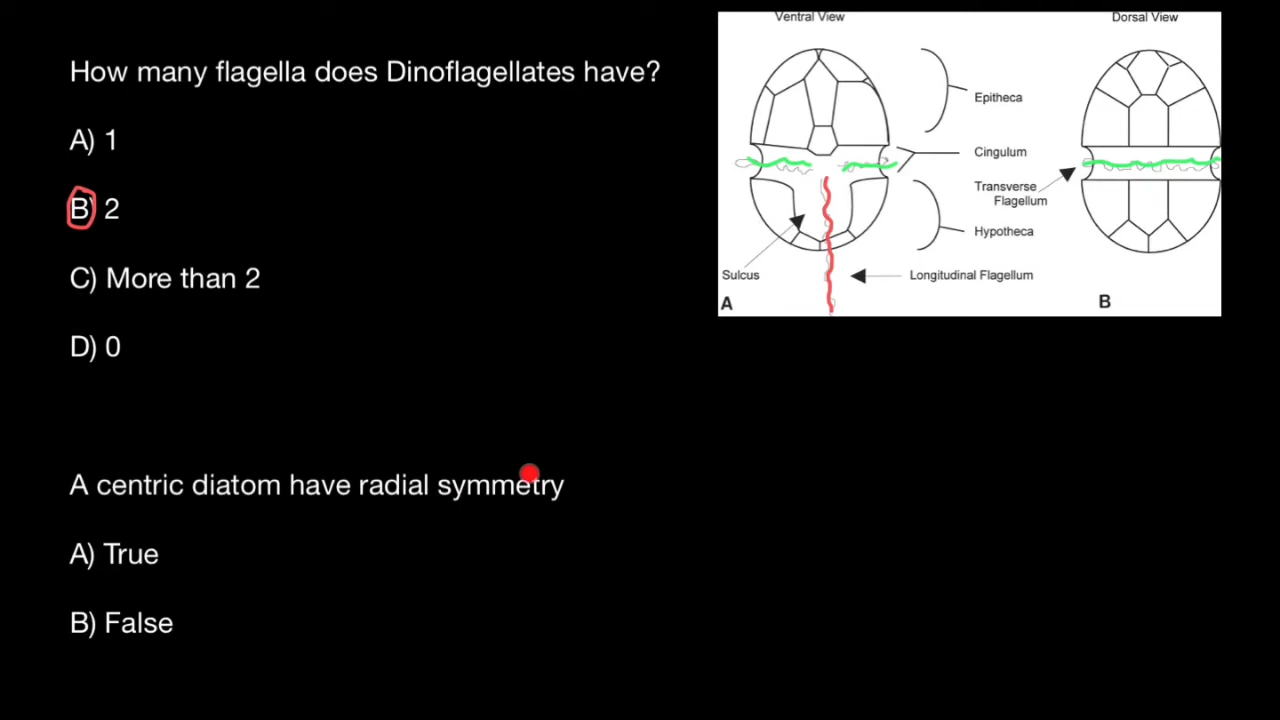 How many flagella does Dinoflagellates have?
A) 1
B) 2
C) More than 2
D) 0
A centric diatom have radial symmetry
A) True
B) False
Ventral View
Dorsal View
Epitheca
Cingulum
Transverse
Flagellum
Hypotheca
Sulcus
Longitudinal Flagellum
A
B